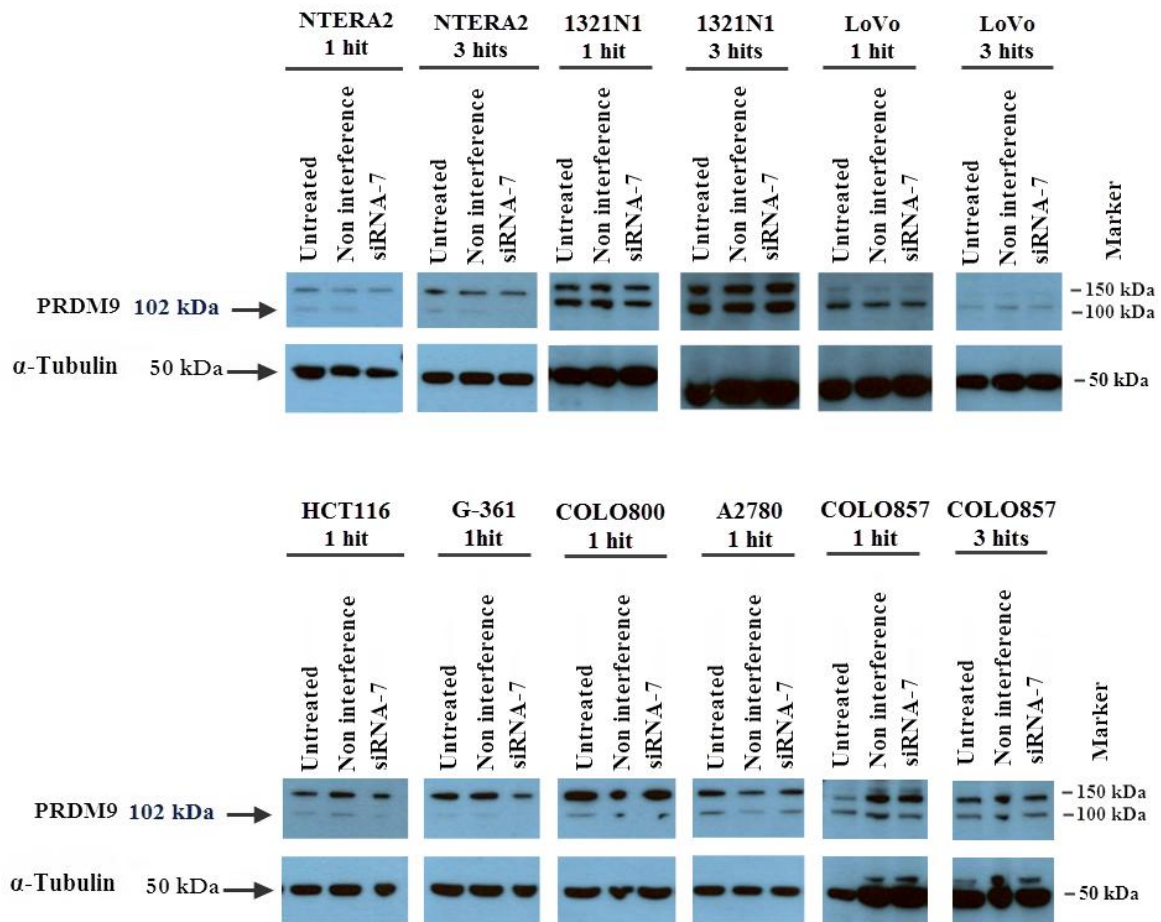 NTERA2 NTERA2 1321N1 1321N1 LoVo LoVo
1 hit 3 hits 1 hit 3 hits 1 hit 3 hits
Untreated Non interference siRNA-7 Untreated Non interference siRNA-7 Untreated Non interference siRNA-7 Untreated Non interference siRNA-7 Untreated Non interference siRNA-7 Untreated Non interference siRNA-7 Marker
– 150 kDa
PRDM9 102 kDa – 100 kDa
α-Tubulin 50 kDa – 50 kDa
HCT116 G-361 COLO800 A2780 COLO857 COLO857
1 hit 1hit 1 hit 1 hit 1 hit 3 hits
Untreated Non interference siRNA-7 Untreated Non interference siRNA-7 Untreated Non interference siRNA-7 Untreated Non interference siRNA-7 Untreated Non interference siRNA-7 Untreated Non interference siRNA-7 Marker
– 150 kDa
PRDM9 102 kDa – 100 kDa
α-Tubulin 50 kDa – 50 kDa